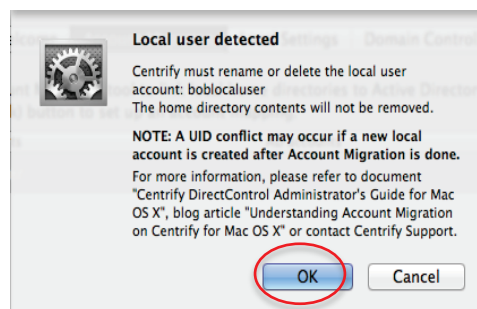 Local user detected
Centrify must rename or delete the local user
account: boblocaluser
The home directory contents will not be removed.
NOTE: A UID conflict may occur if a new local
account is created after Account Migration is done.
For more information, please refer to document
"Centrify DirectControl Administrator's Guide for Mac
OS X", blog article "Understanding Account Migration
on Centrify for Mac OS X" or contact Centrify Support.
OK
Cancel